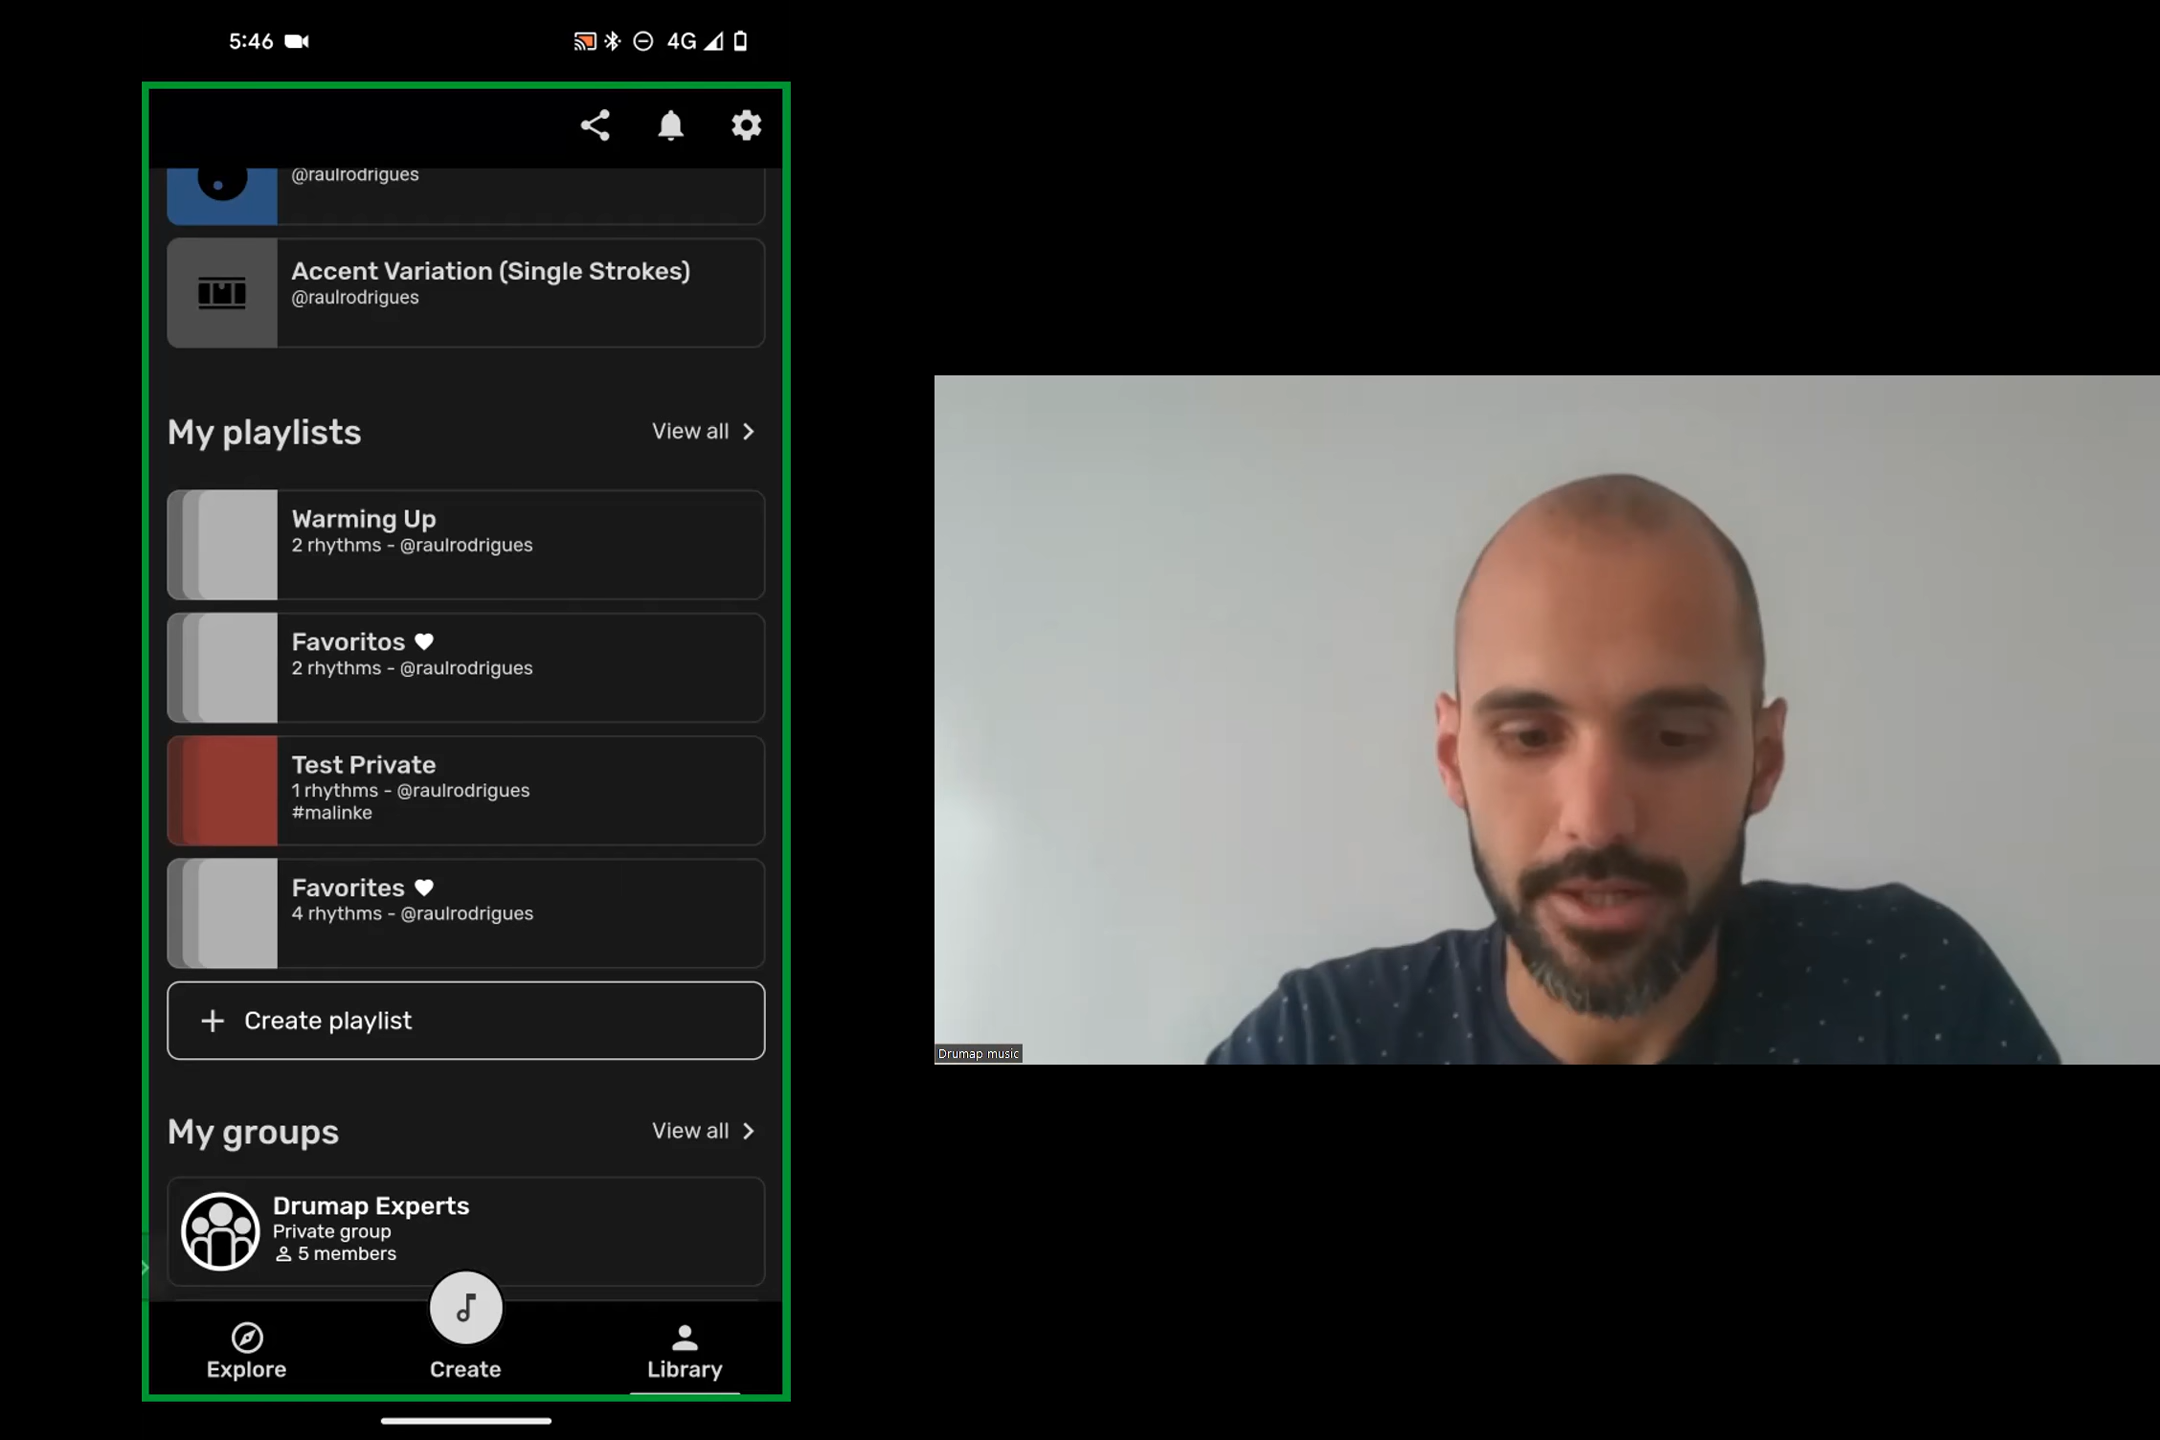 5:46
4G
@raulrodrigues
Accent Variation (Single Strokes)
@raulrodrigues
My playlists
View all
Warming Up
2 rhythms - @raulrodrigues
Favoritos
2 rhythms - @raulrodrigues
Test Private
1 rhythms - @raulrodrigues
#malinke
Favorites
4 rhythms - @raulrodrigues
+ Create playlist
My groups
View all
Drumap Experts
Private group
5 members
Explore
Create
Library
Drumap music